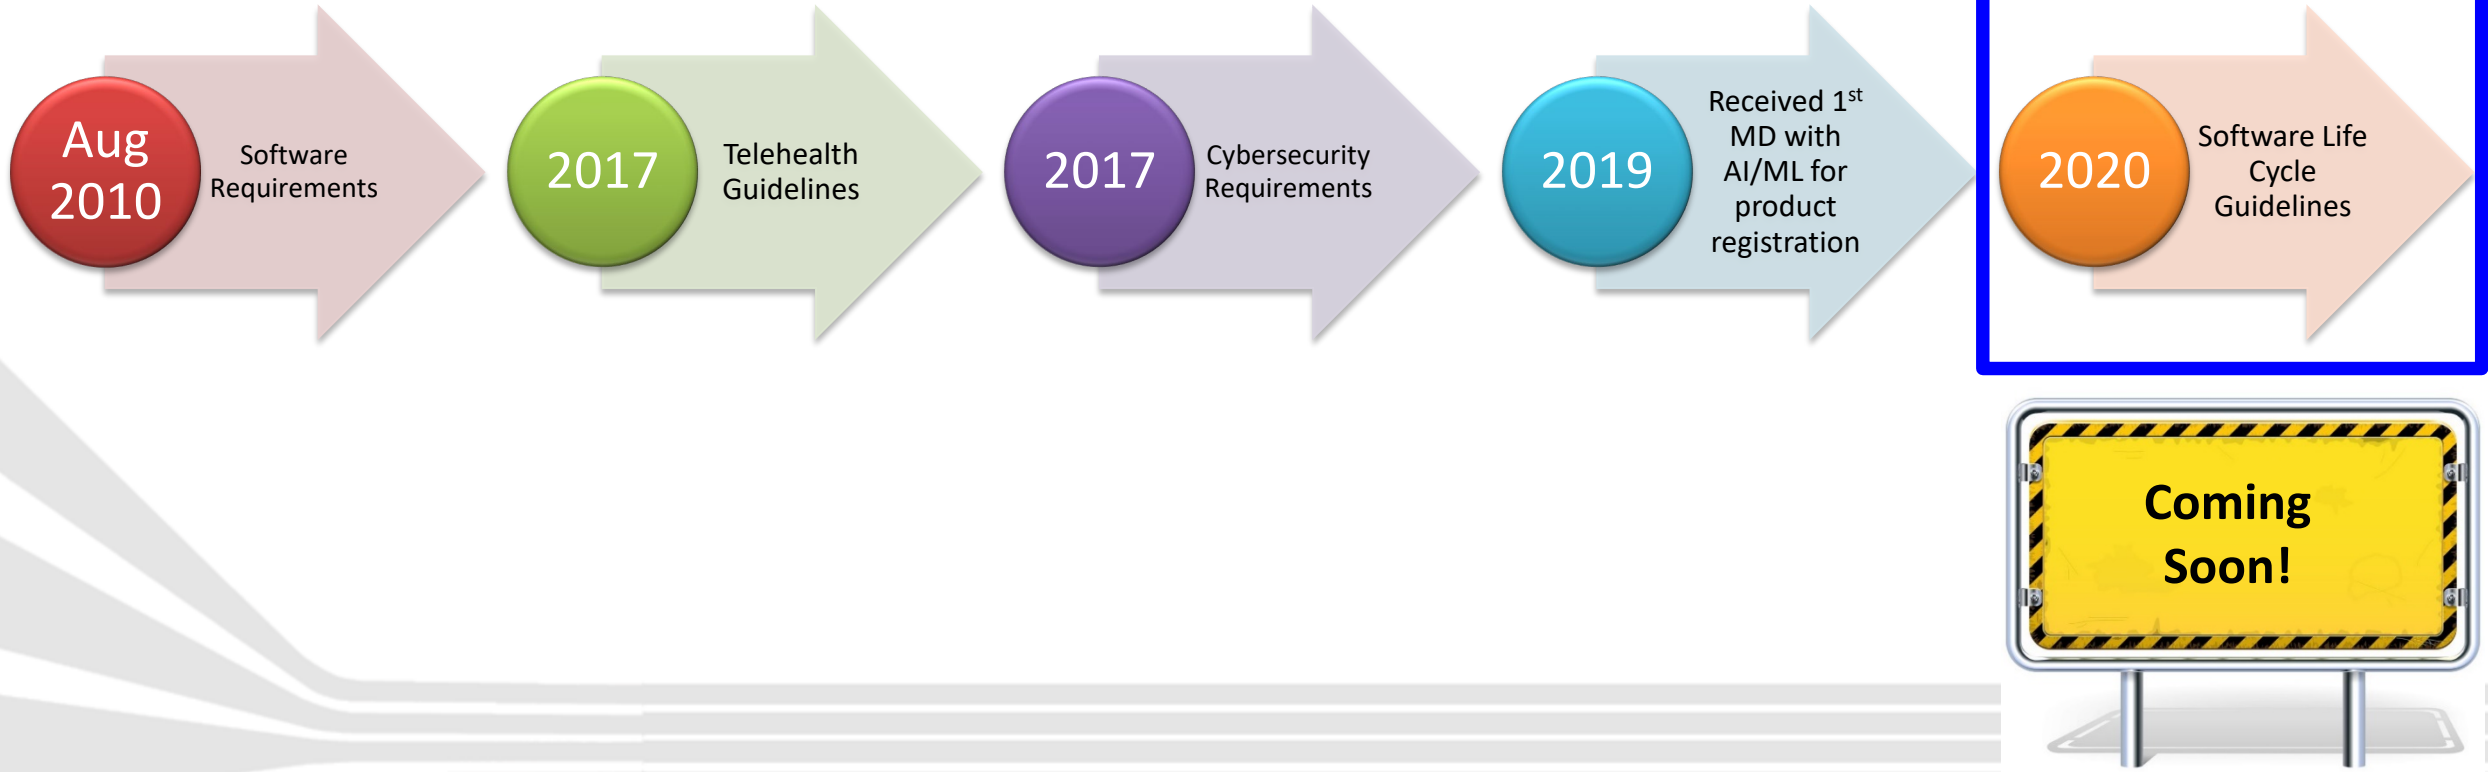 Aug
2010
Software
Requirements
2017
Telehealth
Guidelines
2017
Cybersecurity
Requirements
2019
Received 1st
MD with
AI/ML for
product
registration
2020
Software Life
Cycle
Guidelines
Coming
Soon!